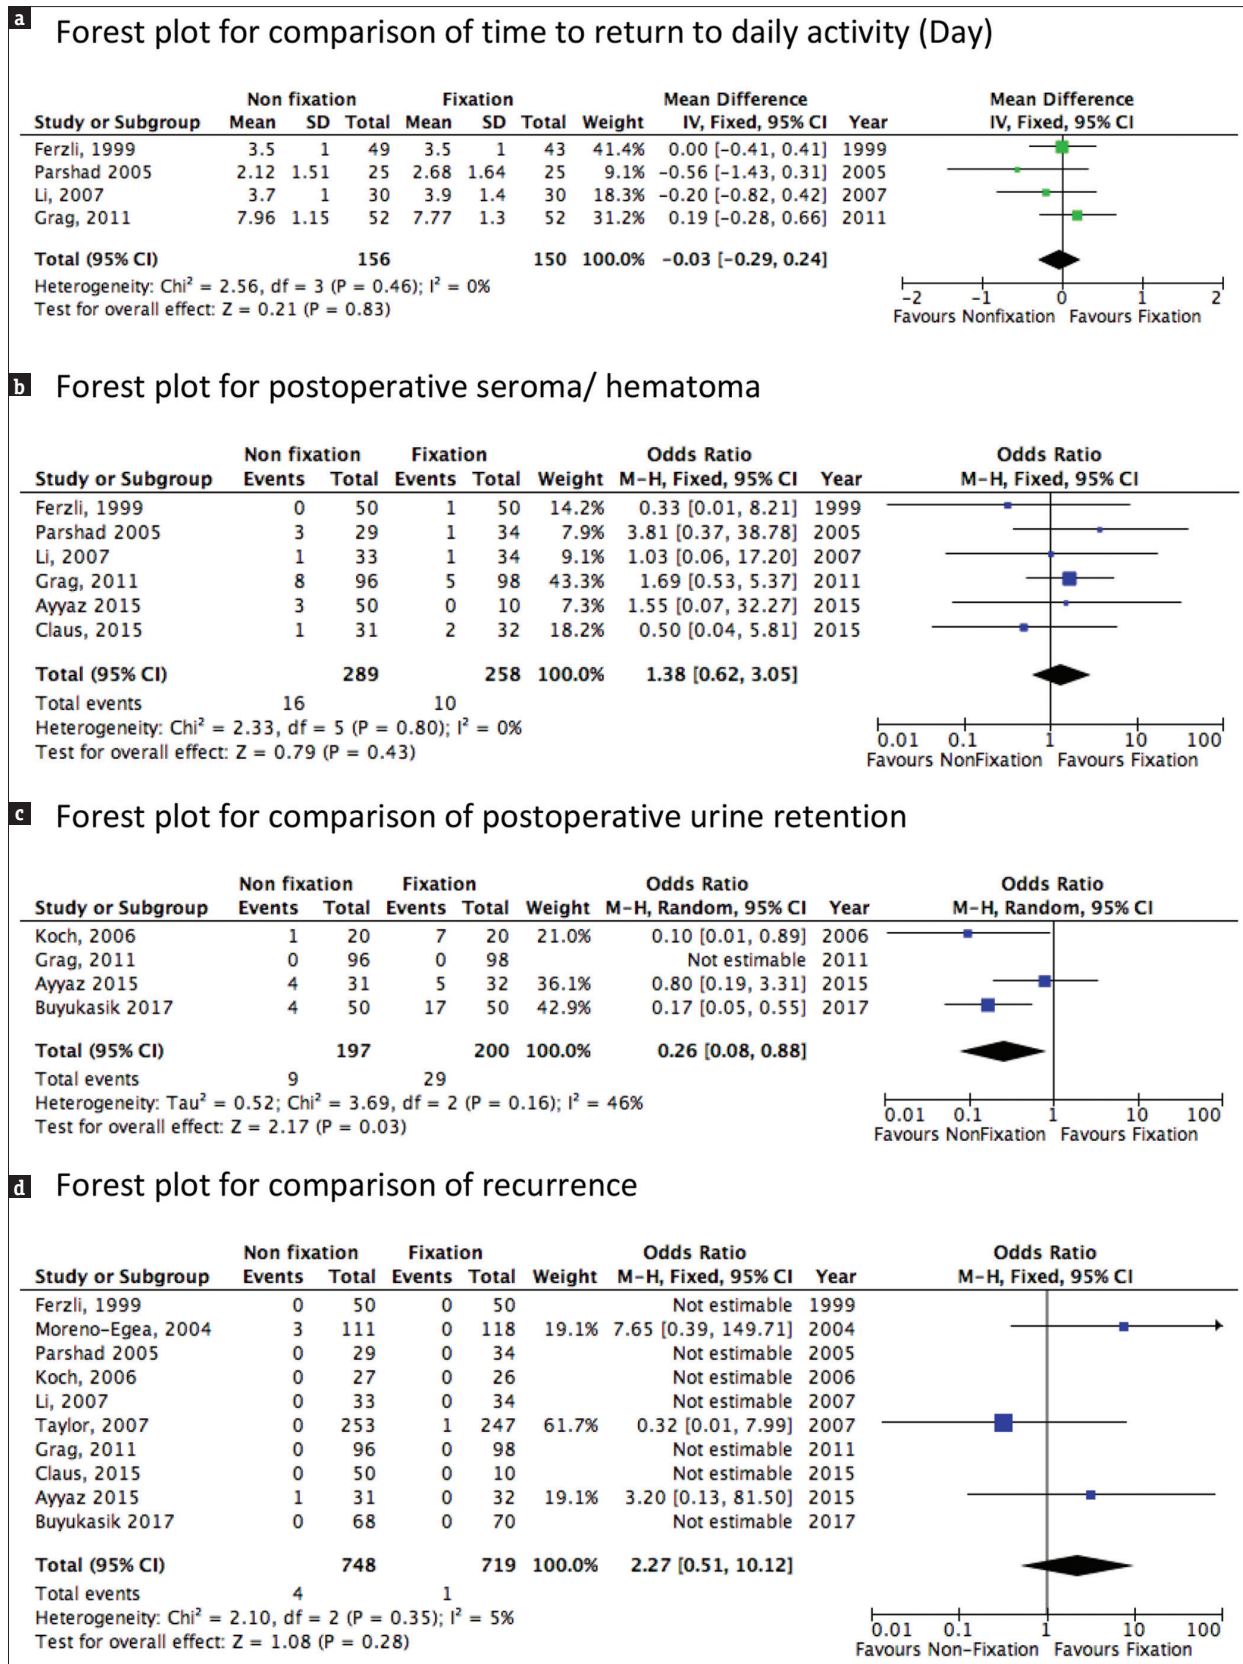 a Forest plot for comparison of time to return to daily activity (Day)
Non fixation Fixation Mean Difference Mean Difference
Study or Subgroup Mean SD Total Mean SD Total Weight IV, Fixed, 95% CI Year IV, Fixed, 95% CI
Ferzli, 1999 3.5 1 49 3.5 1 43 41.4% 0.00 [-0.41, 0.41] 1999
Parshad 2005 2.12 1.51 25 2.68 1.64 25 9.1% -0.56 [-1.43, 0.31] 2005
Li, 2007 3.7 1 30 3.9 1.4 30 18.3% -0.20 [-0.82, 0.42] 2007
Grag, 2011 7.96 1.15 52 7.77 1.3 52 31.2% 0.19 [-0.28, 0.66] 2011
Total (95% CI) 156 150 100.0% -0.03 [-0.29, 0.24]
Heterogeneity: Chi² = 2.56, df = 3 (P = 0.46); I² = 0%
Test for overall effect: Z = 0.21 (P = 0.83)
-2 -1 0 1 2
Favours Nonfixation Favours Fixation
b Forest plot for postoperative seroma/ hematoma
Non fixation Fixation Odds Ratio Odds Ratio
Study or Subgroup Events Total Events Total Weight M-H, Fixed, 95% CI Year M-H, Fixed, 95% CI
Ferzli, 1999 0 50 1 50 14.2% 0.33 [0.01, 8.21] 1999
Parshad 2005 3 29 1 34 7.9% 3.81 [0.37, 38.78] 2005
Li, 2007 1 33 1 34 9.1% 1.03 [0.06, 17.20] 2007
Grag, 2011 8 96 5 98 43.3% 1.69 [0.53, 5.37] 2011
Ayyaz 2015 3 50 0 10 7.3% 1.55 [0.07, 32.27] 2015
Claus, 2015 1 31 2 32 18.2% 0.50 [0.04, 5.81] 2015
Total (95% CI) 289 258 100.0% 1.38 [0.62, 3.05]
Total events 16 10
Heterogeneity: Chi² = 2.33, df = 5 (P = 0.80); I² = 0%
Test for overall effect: Z = 0.79 (P = 0.43)
0.01 0.1 1 10 100
Favours NonFixation Favours Fixation
c Forest plot for comparison of postoperative urine retention
Non fixation Fixation Odds Ratio Odds Ratio
Study or Subgroup Events Total Events Total Weight M-H, Random, 95% CI Year M-H, Random, 95% CI
Koch, 2006 1 20 7 20 21.0% 0.10 [0.01, 0.89] 2006
Grag, 2011 0 96 0 98 Not estimable 2011
Ayyaz 2015 4 31 5 32 36.1% 0.80 [0.19, 3.31] 2015
Buyukasik 2017 4 50 17 50 42.9% 0.17 [0.05, 0.55] 2017
Total (95% CI) 197 200 100.0% 0.26 [0.08, 0.88]
Total events 9 29
Heterogeneity: Tau² = 0.52; Chi² = 3.69, df = 2 (P = 0.16); I² = 46%
Test for overall effect: Z = 2.17 (P = 0.03)
0.01 0.1 1 10 100
Favours NonFixation Favours Fixation
d Forest plot for comparison of recurrence
Non fixation Fixation Odds Ratio Odds Ratio
Study or Subgroup Events Total Events Total Weight M-H, Fixed, 95% CI Year M-H, Fixed, 95% CI
Ferzli, 1999 0 50 0 50 Not estimable 1999
Moreno-Egea, 2004 3 111 0 118 19.1% 7.65 [0.39, 149.71] 2004
Parshad 2005 0 29 0 34 Not estimable 2005
Koch, 2006 0 27 0 26 Not estimable 2006
Li, 2007 0 33 0 34 Not estimable 2007
Taylor, 2007 0 253 1 247 61.7% 0.32 [0.01, 7.99] 2007
Grag, 2011 0 96 0 98 Not estimable 2011
Claus, 2015 0 50 0 10 Not estimable 2015
Ayyaz 2015 1 31 0 32 19.1% 3.20 [0.13, 81.50] 2015
Buyukasik 2017 0 68 0 70 Not estimable 2017
Total (95% CI) 748 719 100.0% 2.27 [0.51, 10.12]
Total events 4 1
Heterogeneity: Chi² = 2.10, df = 2 (P = 0.35); I² = 5%
Test for overall effect: Z = 1.08 (P = 0.28)
0.01 0.1 1 10 100
Favours Non-Fixation Favours Fixation